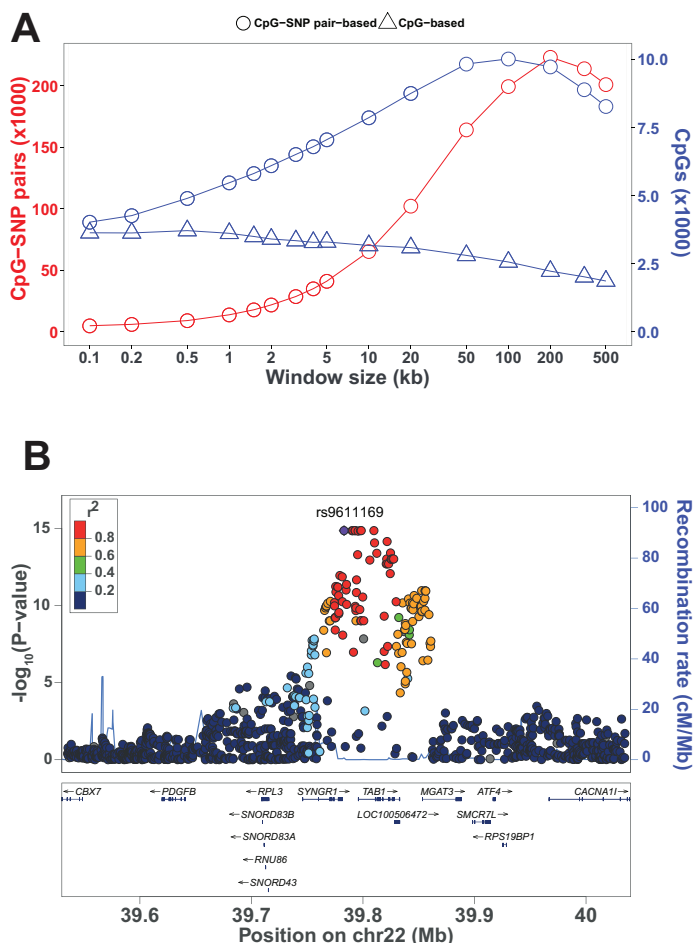 A
CpG−SNP pair-based CpG−based
CpG−SNP pairs (x1000)
200
150
100
50
0
10.0
7.5
5.0
2.5
0.0
CpGs (x1000)
0.1 0.2 0.5 1 2 5 10 20 50 100 200 500
Window size (kb)
B
rs9611169
r2
0.8
0.6
0.4
0.2
-log10(P−value)
15
10
5
0
100
80
60
40
20
0
Recombination rate (cM/Mb)
CBX7 PDGFB RPL3 SYNGR1 TAB1 MGAT3 ATF4 CACNA1I
SNORD83B LOC100506472 SMCR7L
SNORD83A RPS19BP1
RNU86
SNORD43
39.6 39.7 39.8 39.9 40
Position on chr22 (Mb)